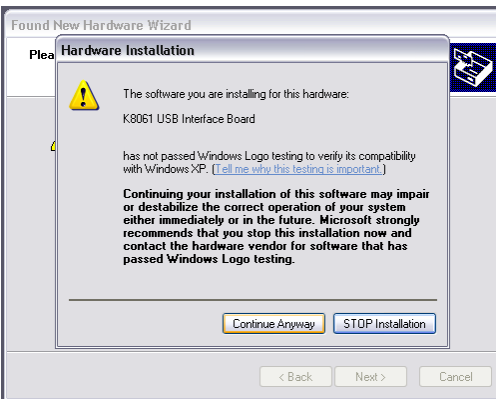 Found New Hardware Wizard
Plea
Hardware Installation
The software you are installing for this hardware:
K8061 USB Interface Board
has not passed Windows Logo testing to verify its compatibility
with Windows XP. (Tell me why this testing is important.)
Continuing your installation of this software may impair
or destabilize the correct operation of your system
either immediately or in the future. Microsoft strongly
recommends that you stop this installation now and
contact the hardware vendor for software that has
passed Windows Logo testing.
Continue Anyway
STOP Installation
< Back
Next >
Cancel